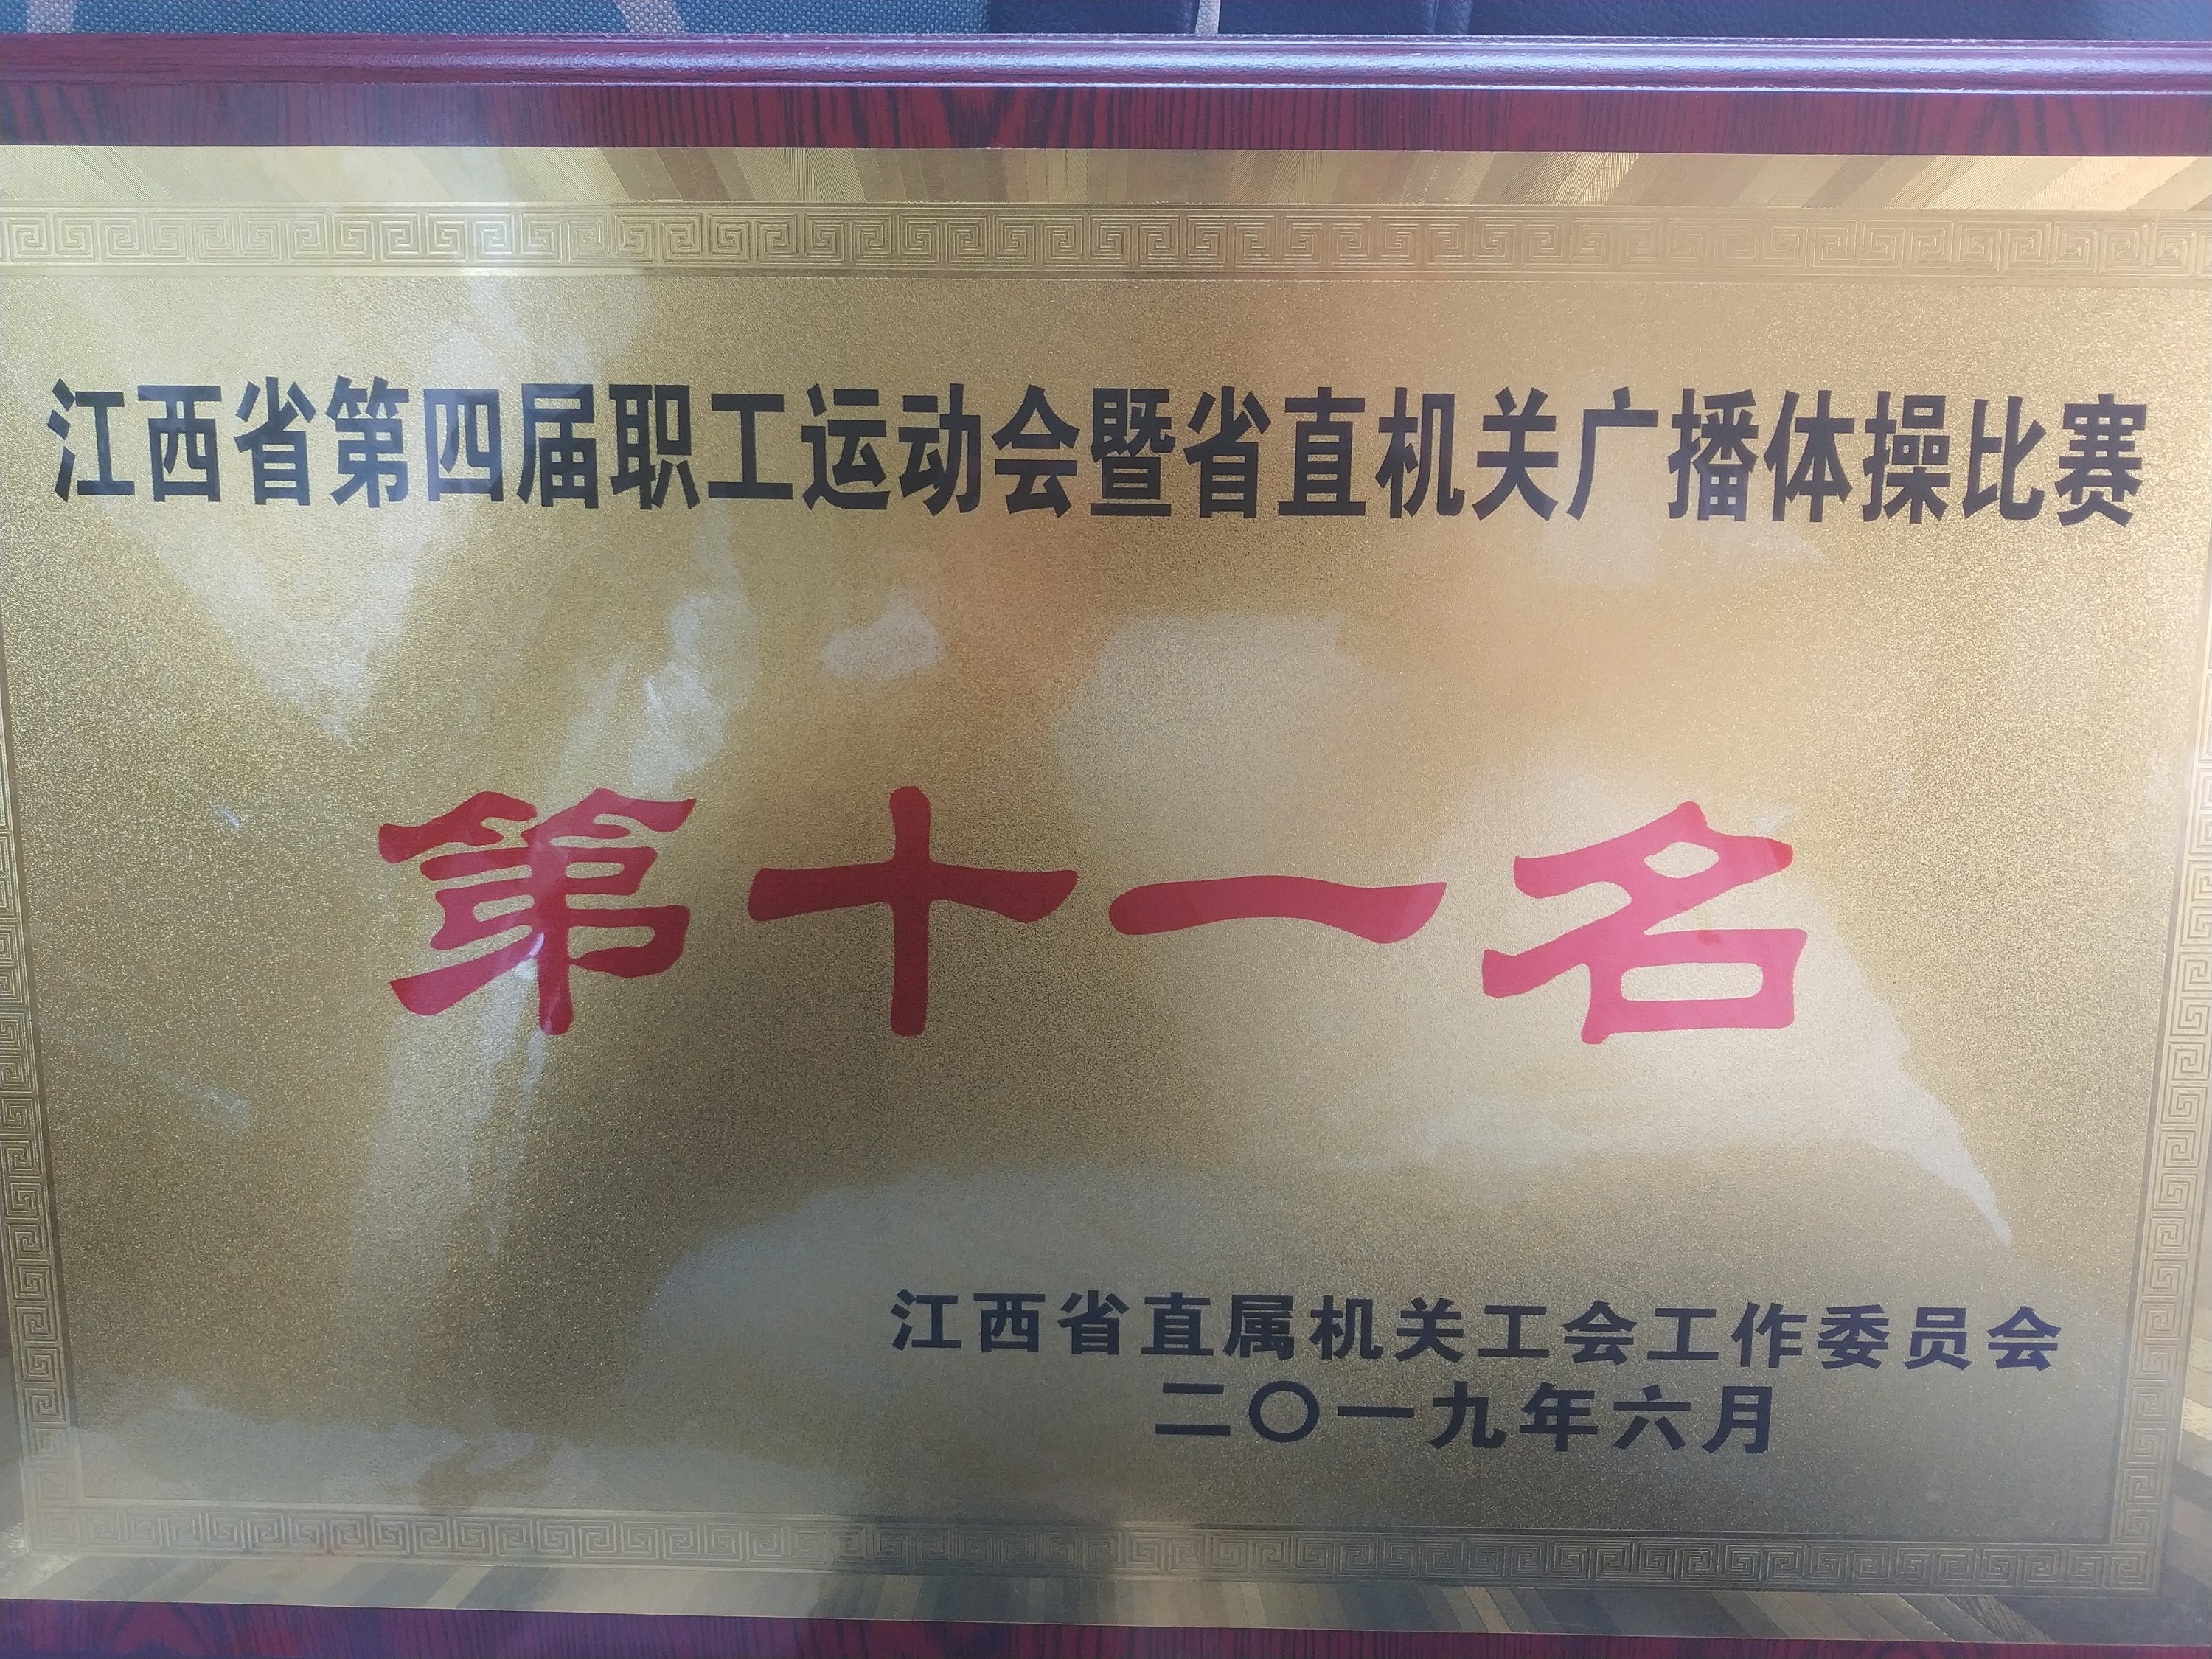 江西省第四届职工运动会暨省直机关广播体操比赛
第十一名
江西省直属机关工会工作委员会
二〇一九年六月